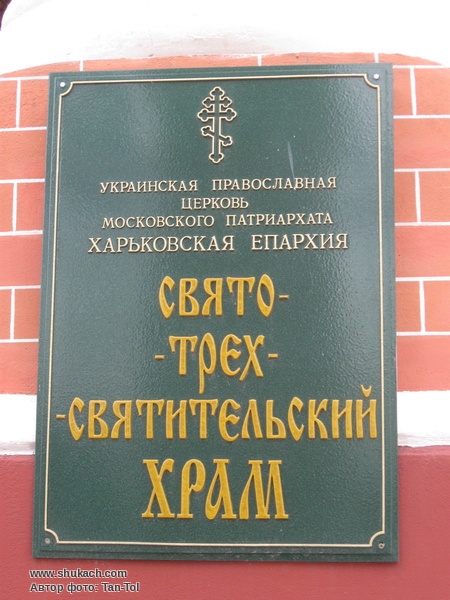 УКРАИНСКАЯ ПРАВОСЛАВНАЯ
ЦЕРКОВЬ
МОСКОВСКОГО ПАТРИАРХАТА
ХАРЬКОВСКАЯ ЕПАРХИЯ
СВЯТО-
-ТРЕХ-
-СВЯТИТЕЛЬСКИЙ
ХРАМ
www.shukach.com
Автор фото: Tan-Tol